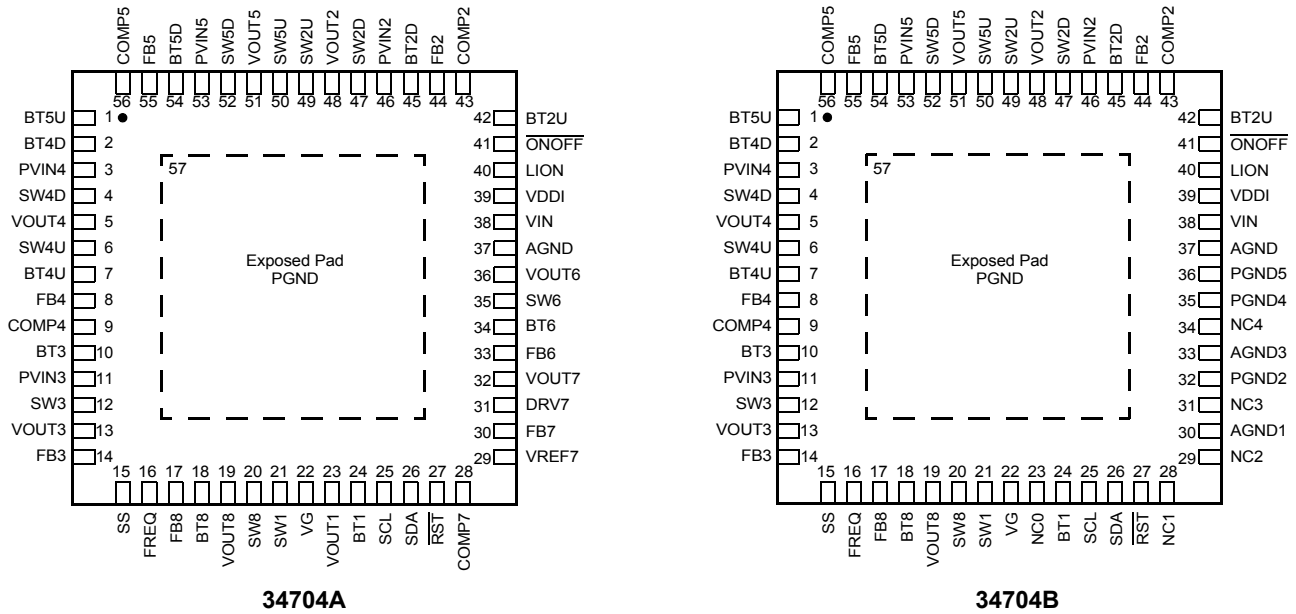 COMP5
FB5
BT5D
PVIN5
SW5D
VOUT5
SW5U
SW2U
VOUT2
SW2D
PVIN2
BT2D
FB2
COMP2
56 55 54 53 52 51 50 49 48 47 46 45 44 43
BT5U 1
BT4D 2
PVIN4 3
SW4D 4
VOUT4 5
SW4U 6
BT4U 7
FB4 8
COMP4 9
BT3 10
PVIN3 11
SW3 12
VOUT3 13
FB3 14
57
Exposed Pad
PGND
42 BT2U
41 ONOFF
40 LION
39 VDDI
38 VIN
37 AGND
36 VOUT6
35 SW6
34 BT6
33 FB6
32 VOUT7
31 DRV7
30 FB7
29 VREF7
15 16 17 18 19 20 21 22 23 24 25 26 27 28
SS
FREQ
FB8
BT8
VOUT8
SW8
SW1
VG
VOUT1
BT1
SCL
SDA
RST
COMP7
34704A
COMP5
FB5
BT5D
PVIN5
SW5D
VOUT5
SW5U
SW2U
VOUT2
SW2D
PVIN2
BT2D
FB2
COMP2
56 55 54 53 52 51 50 49 48 47 46 45 44 43
BT5U 1
BT4D 2
PVIN4 3
SW4D 4
VOUT4 5
SW4U 6
BT4U 7
FB4 8
COMP4 9
BT3 10
PVIN3 11
SW3 12
VOUT3 13
FB3 14
57
Exposed Pad
PGND
42 BT2U
41 ONOFF
40 LION
39 VDDI
38 VIN
37 AGND
36 PGND5
35 PGND4
34 NC4
33 AGND3
32 PGND2
31 NC3
30 AGND1
29 NC2
15 16 17 18 19 20 21 22 23 24 25 26 27 28
SS
FREQ
FB8
BT8
VOUT8
SW8
SW1
VG
NC0
BT1
SCL
SDA
RST
NC1
34704B